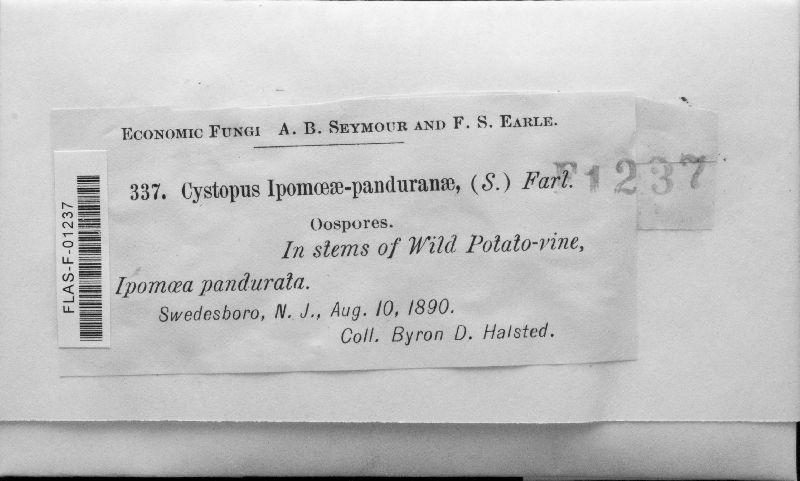 ECONOMIC FUNGI A. B. SEYMOUR AND F. S. EARLE.
337. Cystopus Ipomœæ-panduranæ, (S.) Farl.
F1237
Oospores.
In stems of Wild Potato-vine,
Ipomœa pandurata.
Swedesboro, N. J., Aug. 10, 1890.
Coll. Byron D. Halsted.
FLAS-F-01237